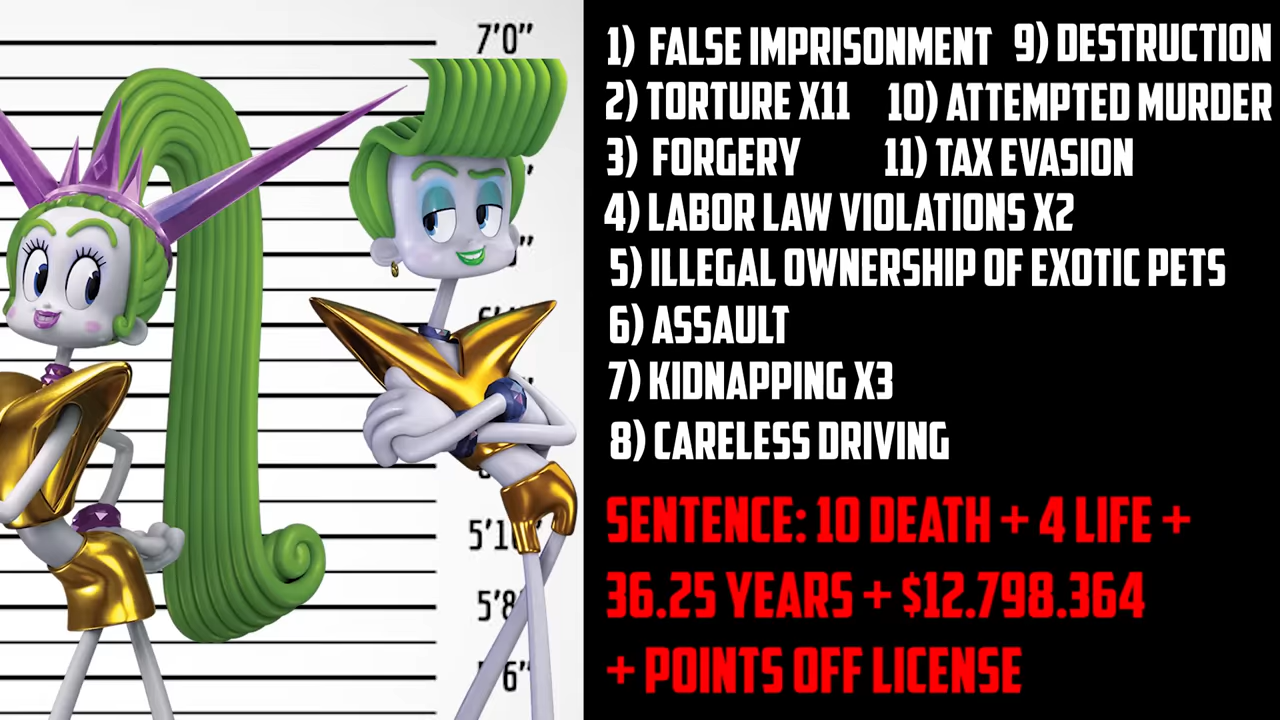 7'0"
5'8
6"
1) FALSE IMPRISONMENT
9) DESTRUCTION
2) TORTURE X11
10) ATTEMPTED MURDER
3) FORGERY
11) TAX EVASION
4) LABOR LAW VIOLATIONS X2
5) ILLEGAL OWNERSHIP OF EXOTIC PETS
6) ASSAULT
7) KIDNAPPING X3
8) CARELESS DRIVING
SENTENCE: 10 DEATH + 4 LIFE +
36.25 YEARS + $12.798.364
+ POINTS OFF LICENSE